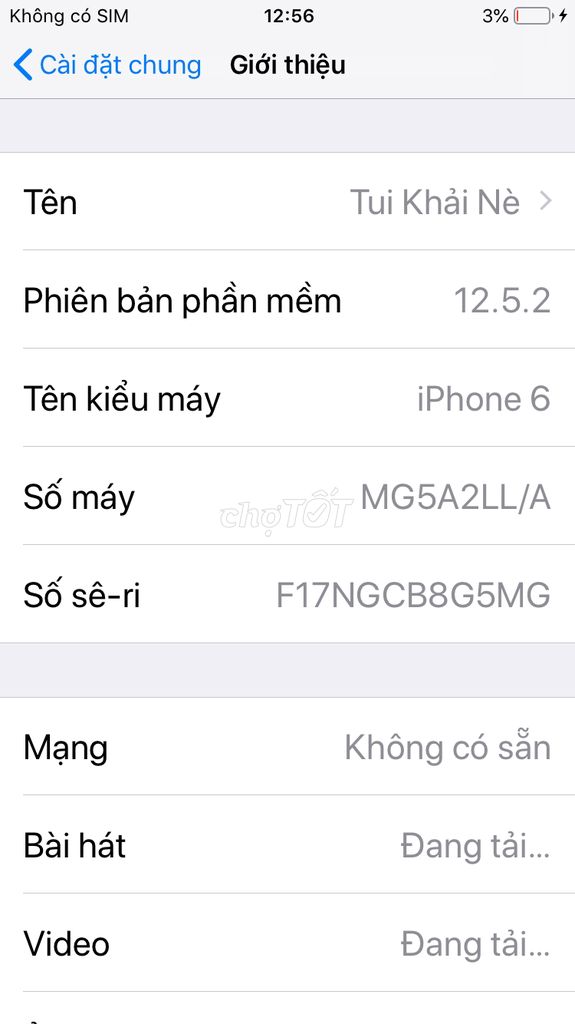 Không có SIM 12:56 3%
Cài đặt chung Giới thiệu
Tên Tui Khải Nè
Phiên bản phần mềm 12.5.2
Tên kiểu máy iPhone 6
Số máy MG5A2LL/A
chợTỐT
Số sê-ri F17NGCB8G5MG
Mạng Không có sẵn
Bài hát Đang tải...
Video Đang tải...